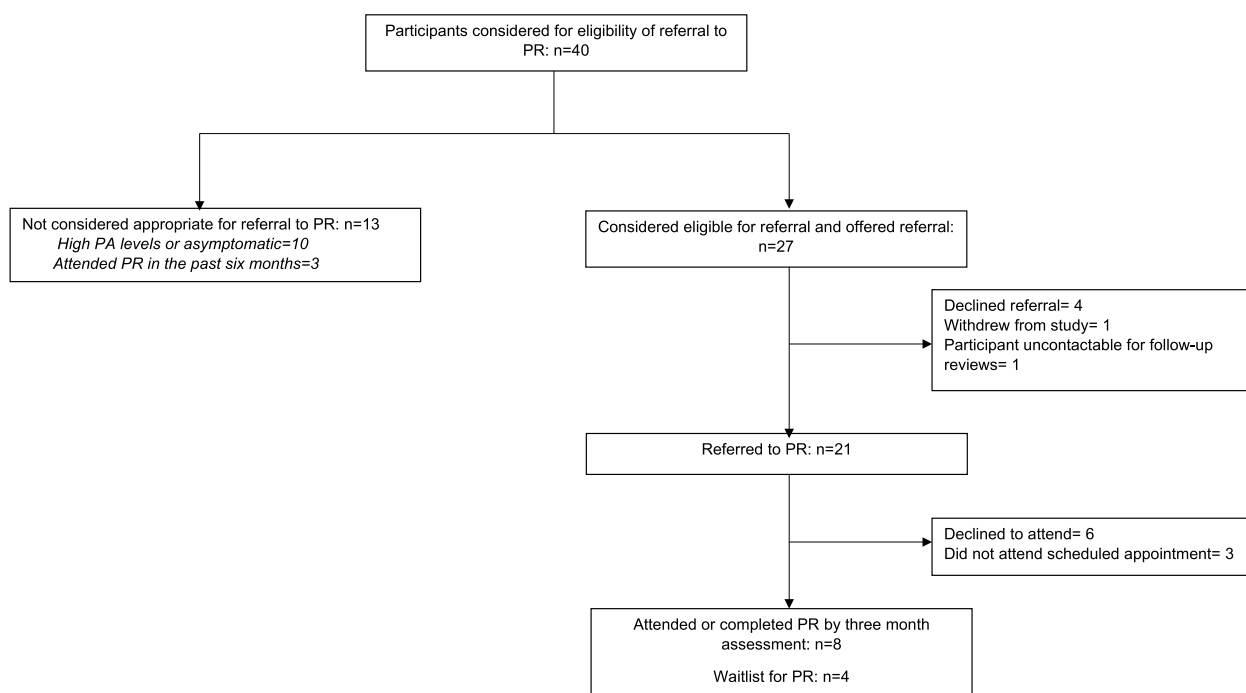 Participants considered for eligibility of referral to
PR: n=40
Not considered appropriate for referral to PR: n=13
High PA levels or asymptomatic=10
Attended PR in the past six months=3
Considered eligible for referral and offered referral:
n=27
Declined referral= 4
Withdrew from study= 1
Participant uncontactable for follow-up
reviews= 1
Referred to PR: n=21
Declined to attend= 6
Did not attend scheduled appointment= 3
Attended or completed PR by three month
assessment: n=8
Waitlist for PR: n=4